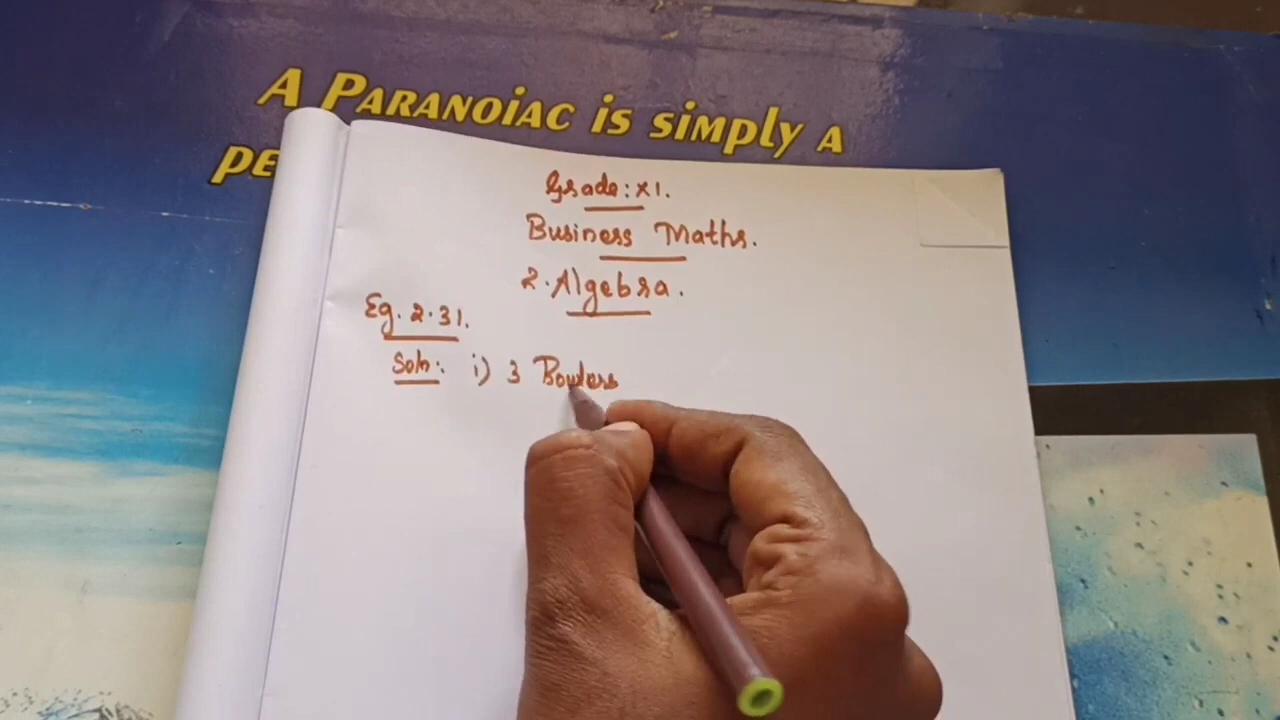 A PARANOiAC iS SiMPLY A
PE
Grade: XI.
Business Maths.
2. Algebra.
Eg. 2.31.
Soln: i) 3 Bowlers